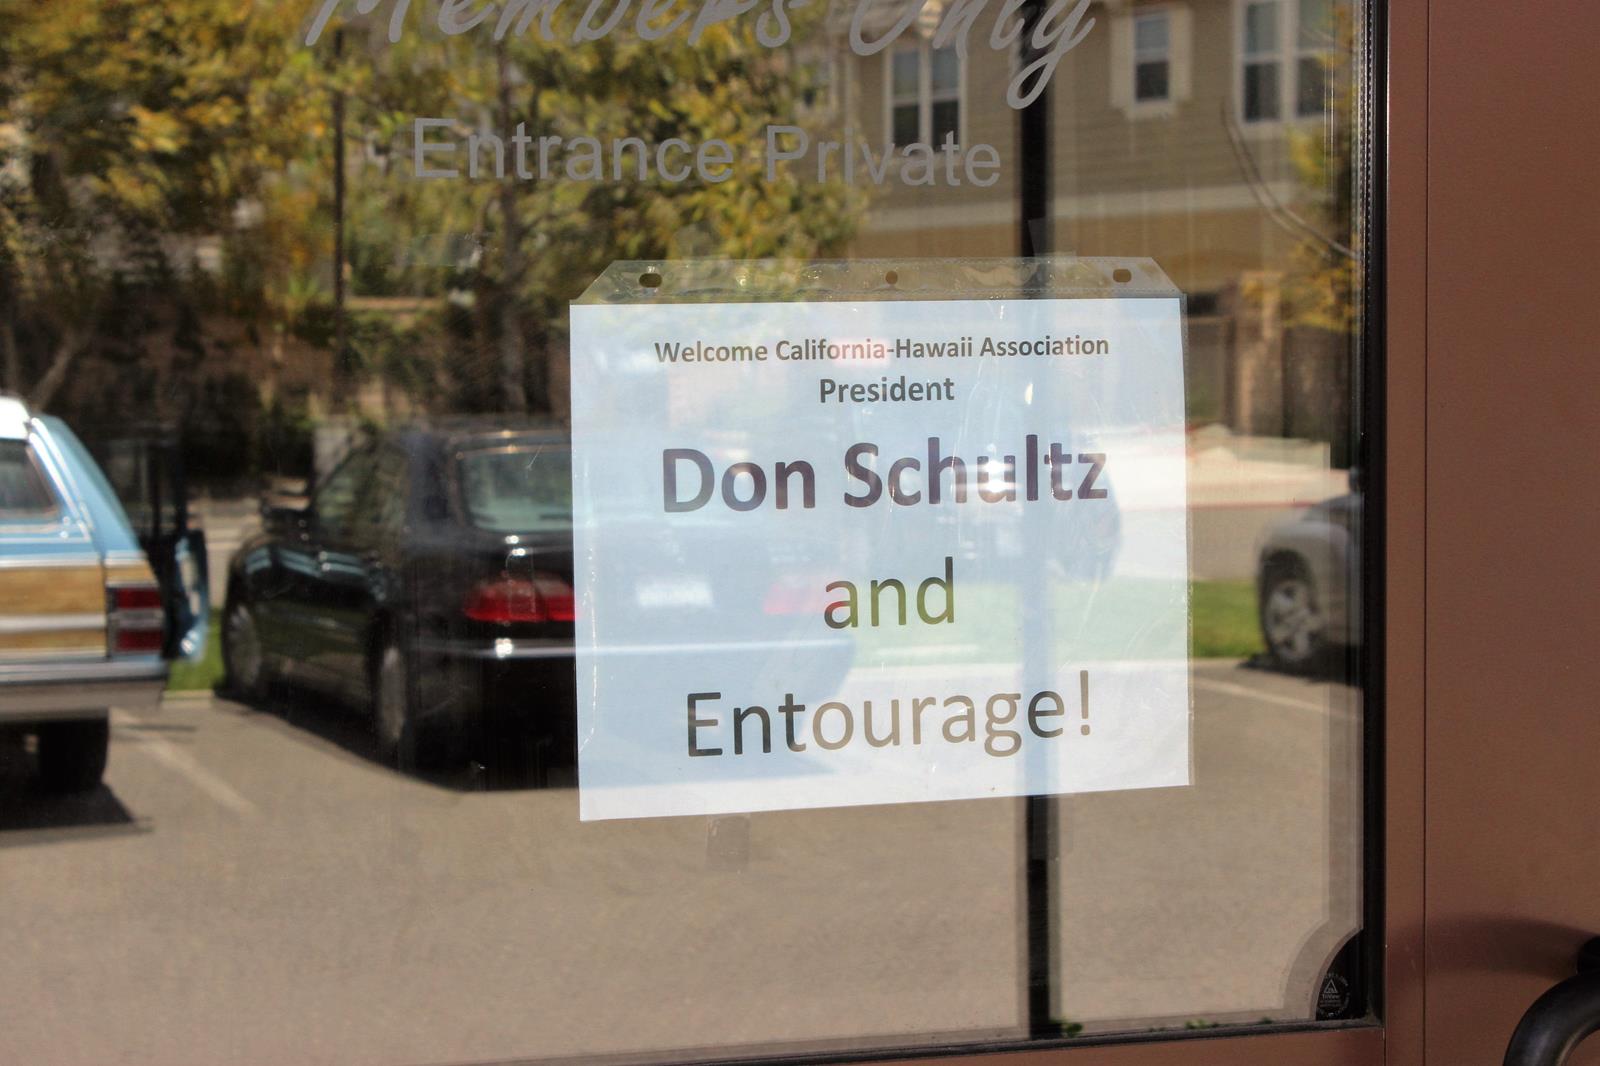 Members Only
Entrance Private
Welcome California-Hawaii Association
President
Don Schultz
and
Entourage!